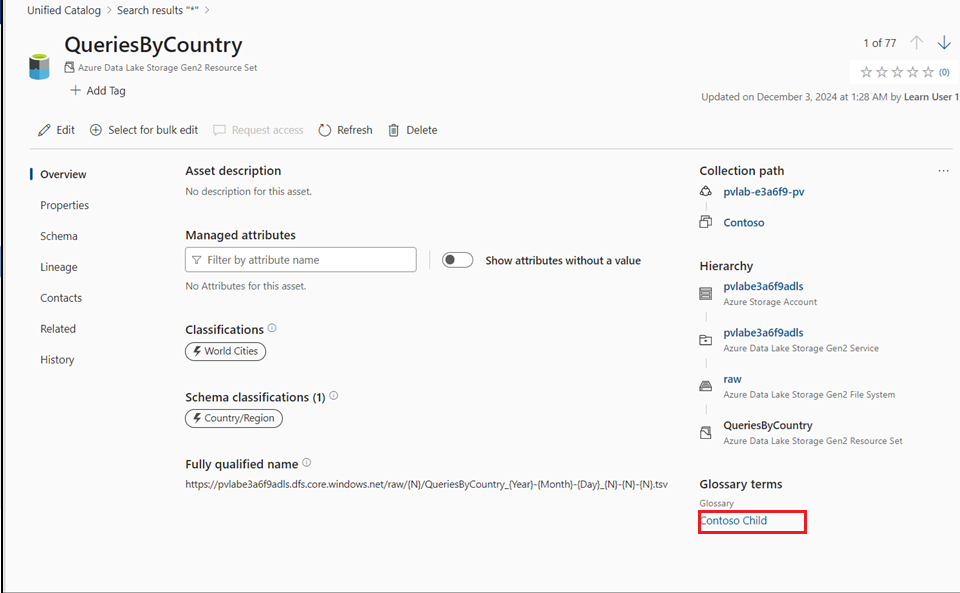 Unified Catalog > Search results "*" >
QueriesByCountry
1 of 77
Azure Data Lake Storage Gen2 Resource Set
(0)
Add Tag
Updated on December 3, 2024 at 1:28 AM by Learn User 1
Edit Select for bulk edit Request access Refresh Delete
Overview
Properties
Schema
Lineage
Contacts
Related
History
Asset description
No description for this asset.
Managed attributes
Filter by attribute name
Show attributes without a value
No Attributes for this asset.
Classifications
World Cities
Schema classifications (1)
Country/Region
Fully qualified name
https://pvlabe3a6f9adls.dfs.core.windows.net/raw/{N}/QueriesByCountry_{Year}-{Month}-{Day}_{N}-{N}-{N}.tsv
Collection path
pvlab-e3a6f9-pv
Contoso
Hierarchy
pvlabe3a6f9adls
Azure Storage Account
pvlabe3a6f9adls
Azure Data Lake Storage Gen2 Service
raw
Azure Data Lake Storage Gen2 File System
QueriesByCountry
Azure Data Lake Storage Gen2 Resource Set
Glossary terms
Glossary
Contoso Child